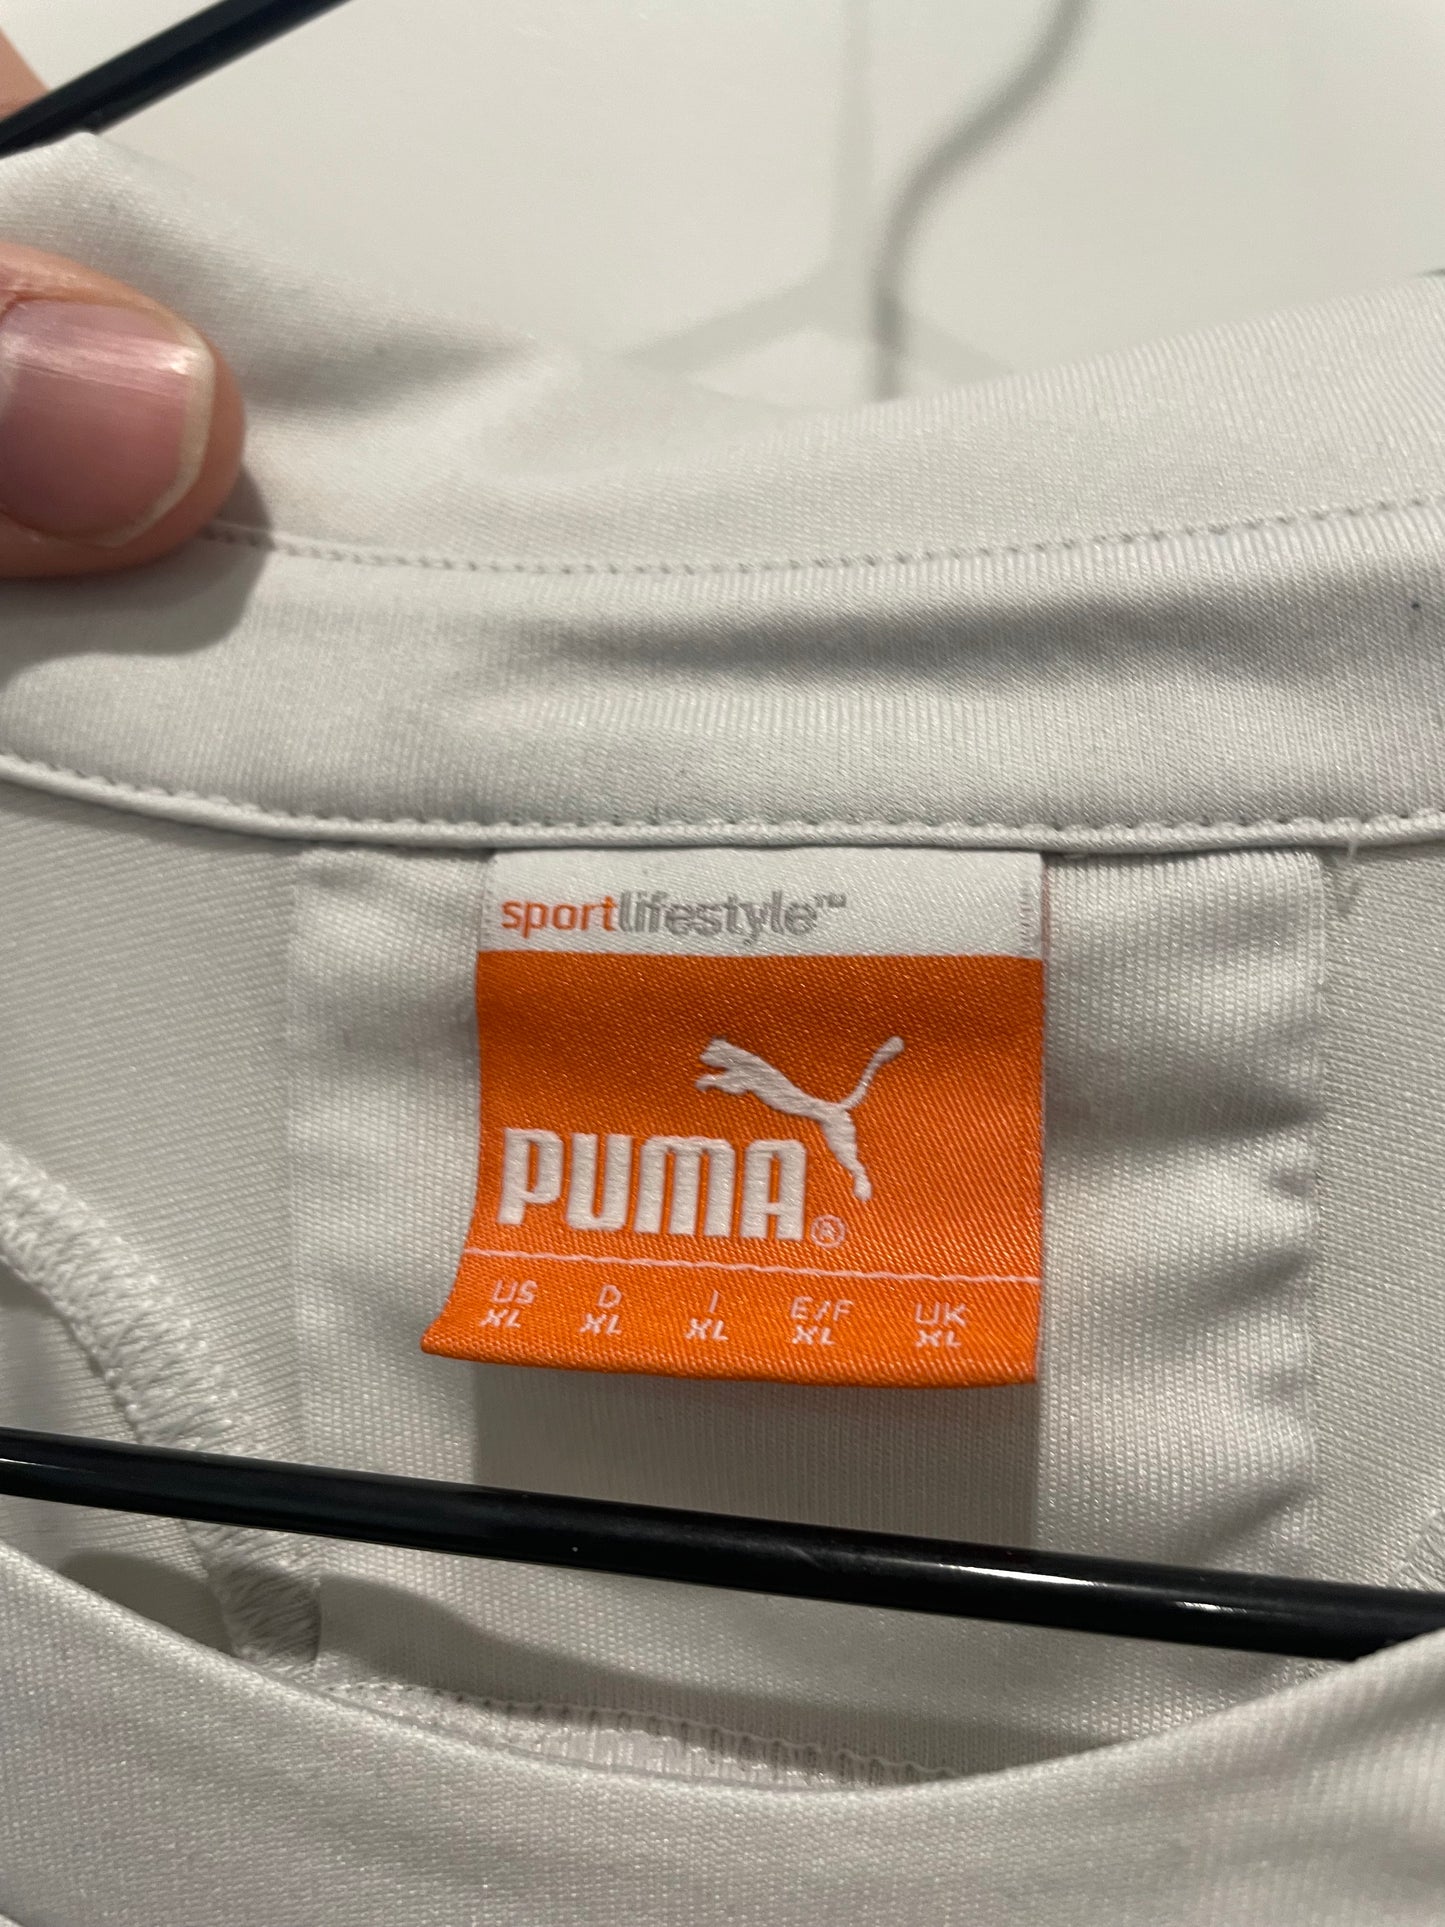 sportlifestyle™
PUMA®
US D I E/F UK
XL XL XL XL XL